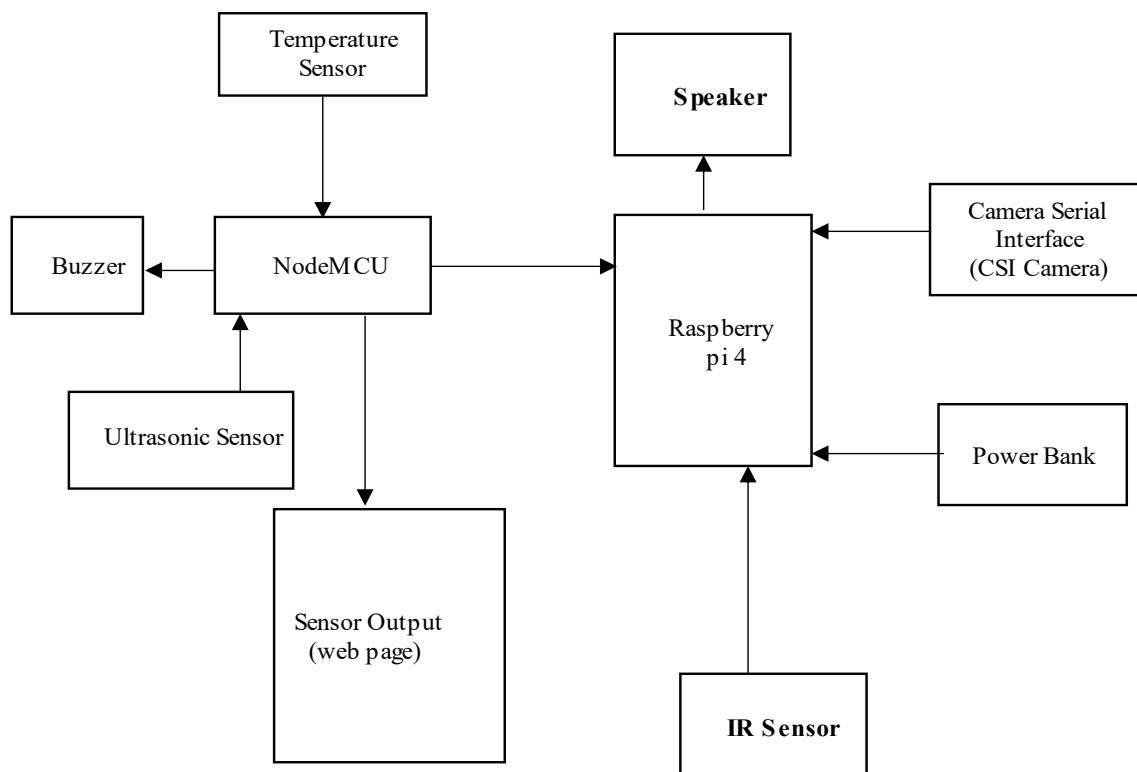 Temperature
Sensor
Speaker
Camera Serial
Interface
(CSI Camera)
Buzzer
NodeMCU
Raspberry
pi 4
Ultrasonic Sensor
Power Bank
Sensor Output
(web page)
IR Sensor